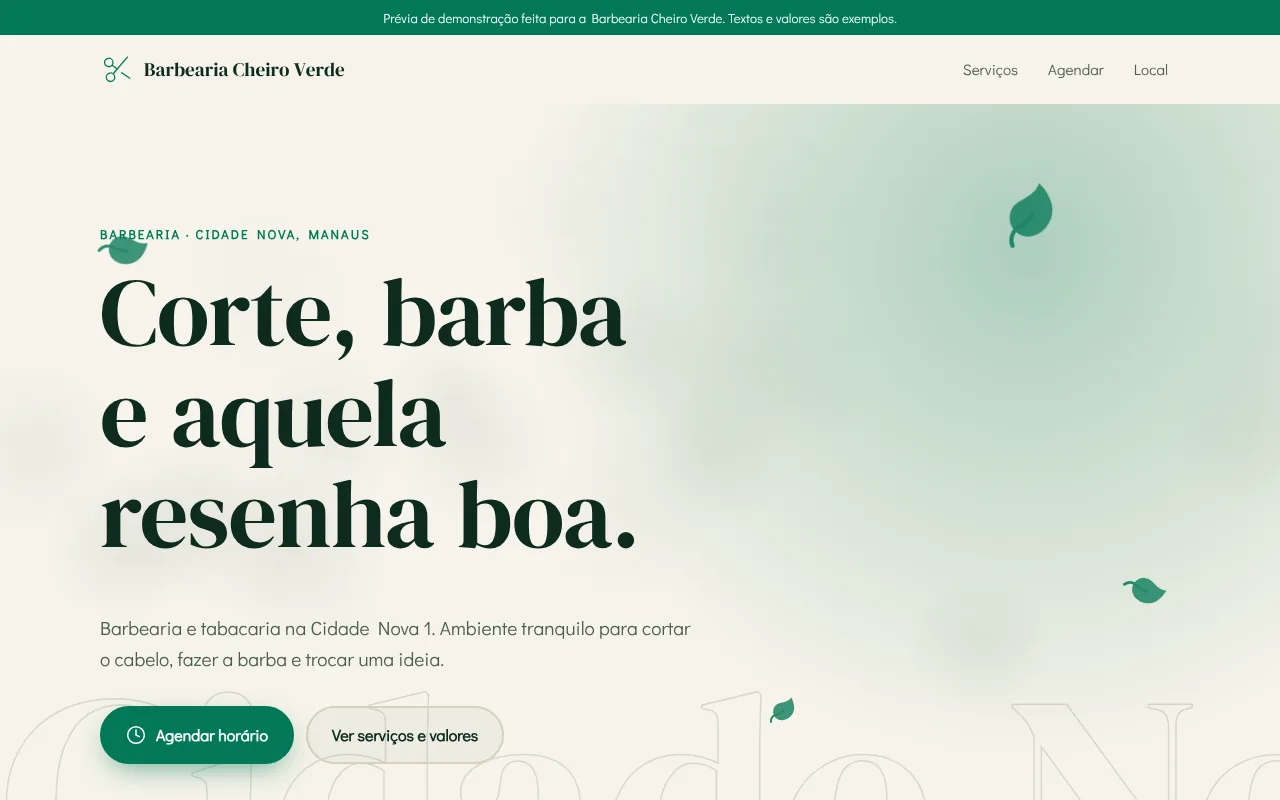 Prévia de demonstração feita para a Barbearia Cheiro Verde. Textos e valores são exemplos.
Barbearia Cheiro Verde
Serviços
Agendar
Local
BARBEARIA · CIDADE NOVA, MANAUS
Corte, barba
e aquela
resenha boa.
Barbearia e tabacaria na Cidade Nova 1. Ambiente tranquilo para cortar
o cabelo, fazer a barba e trocar uma ideia.
Agendar horário
Ver serviços e valores
Cidade No